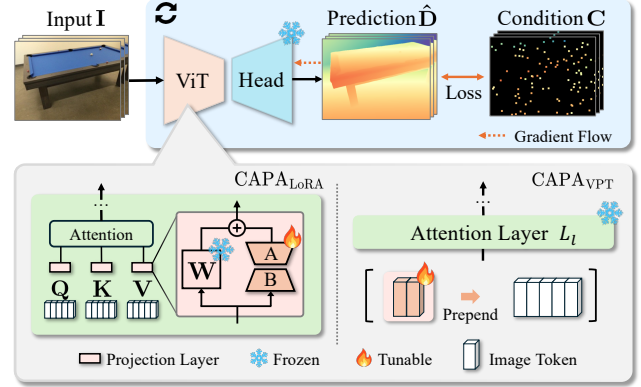 Input I
Prediction D̂
Condition C
ViT
Head
Loss
Gradient Flow
CAPA_LoRA
CAPA_VPT
...
...
Attention
W
A
B
Q K V
Attention Layer L_l
Prepend
Projection Layer
Frozen
Tunable
Image Token